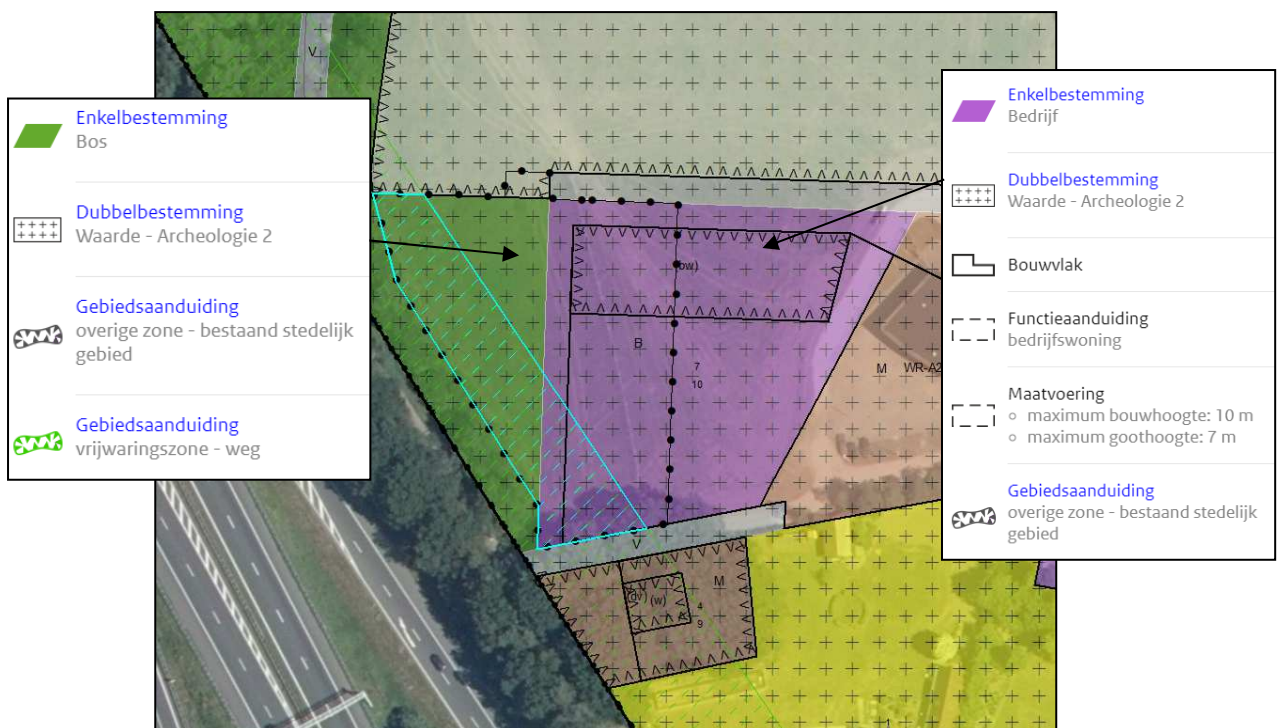 V
Enkelbestemming
Bos
Dubbelbestemming
Waarde - Archeologie 2
Gebiedsaanduiding
overige zone - bestaand stedelijk
gebied
Gebiedsaanduiding
vrijwaringszone - weg
Enkelbestemming
Bedrijf
Dubbelbestemming
Waarde - Archeologie 2
Bouwvlak
Functieaanduiding
bedrijfswoning
Maatvoering
maximum bouwhoogte: 10 m
maximum goothoogte: 7 m
Gebiedsaanduiding
overige zone - bestaand stedelijk
gebied
(bw)
B
7
10
M WR-A2
V
M
(dv) (w)
4
9
1